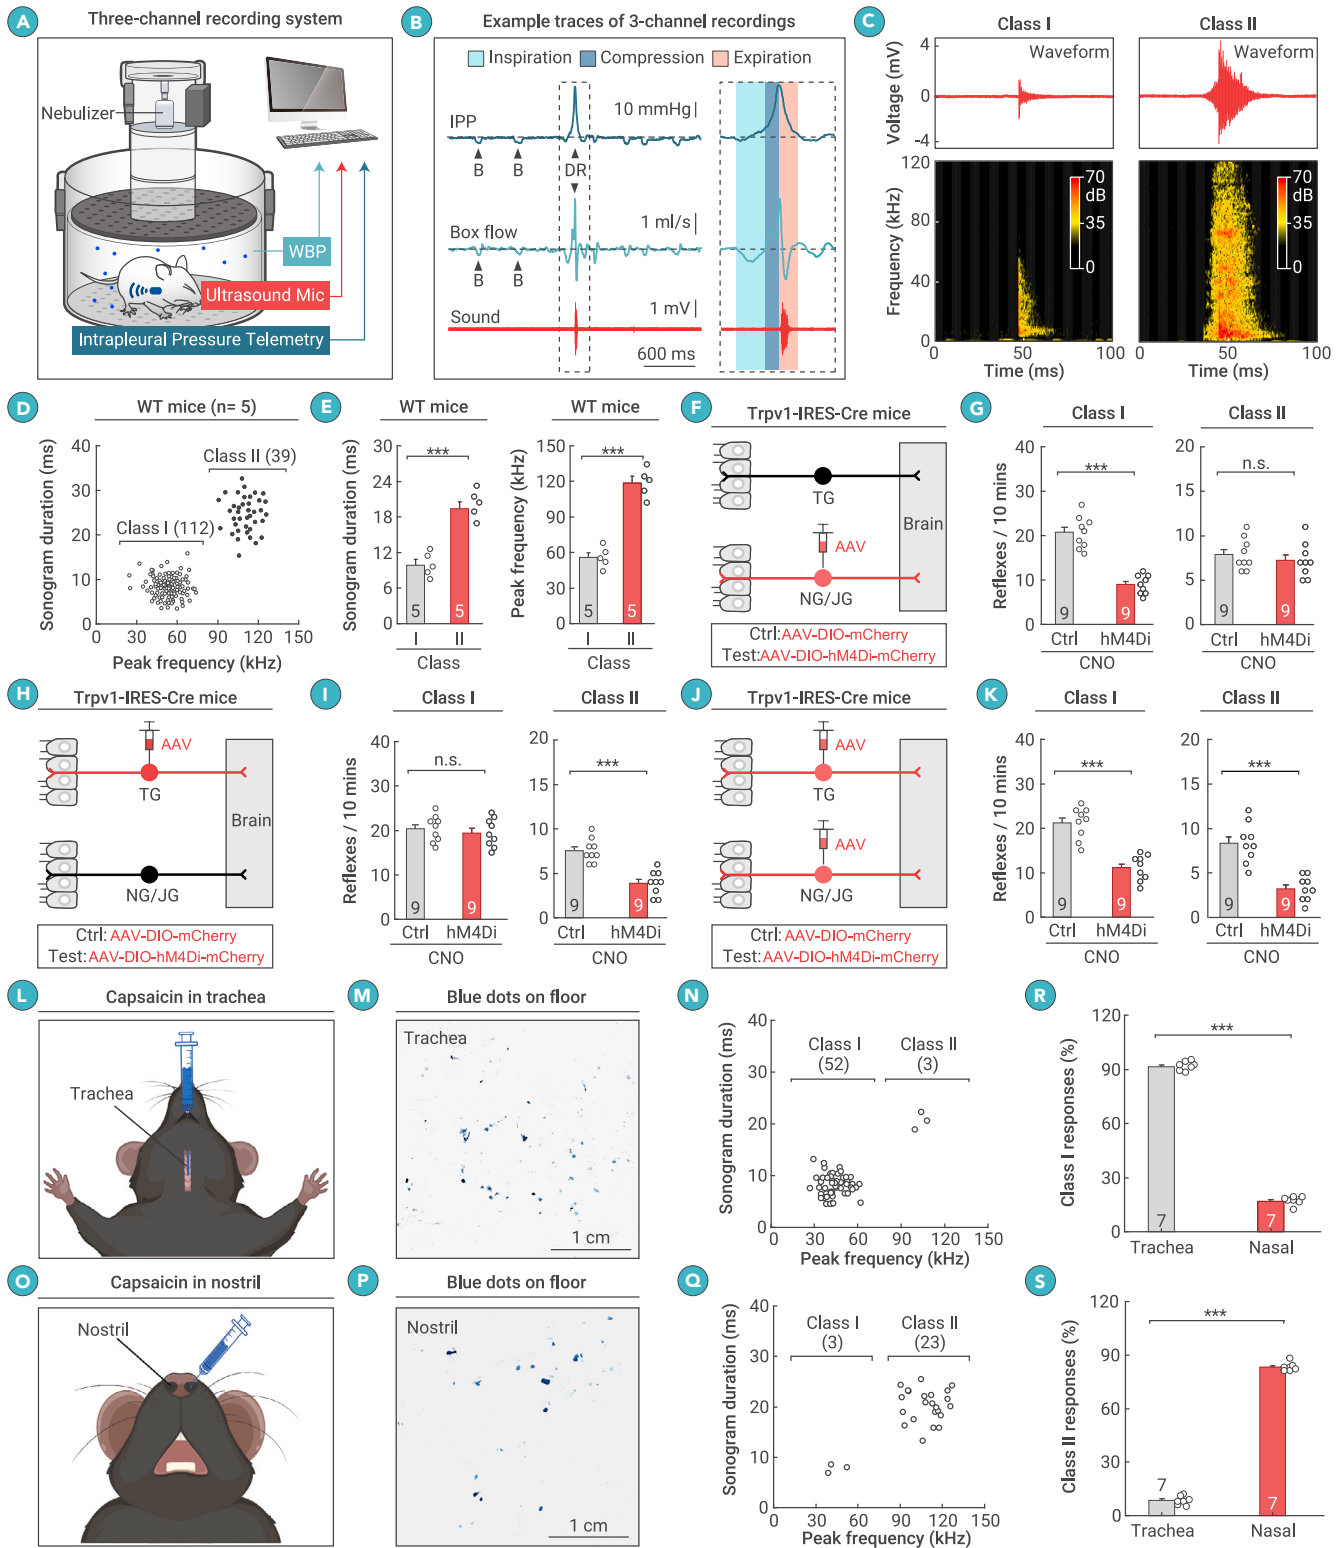 A
Three-channel recording system
Nebulizer
WBP
Ultrasound Mic
Intrapleural Pressure Telemetry
B
Example traces of 3-channel recordings
Inspiration
Compression
Expiration
IPP
10 mmHg
B
B
DR
Box flow
1 ml/s
B
B
Sound
1 mV
600 ms
C
Class I
Class II
Voltage (mV)
4
0
-4
Waveform
Waveform
Frequency (kHz)
120
80
40
0
70
dB
35
0
70
dB
35
0
0
50
100
0
50
100
Time (ms)
Time (ms)
D
WT mice (n= 5)
Sonogram duration (ms)
40
30
20
10
0
Class II (39)
Class I (112)
0
30
60
90
120
150
Peak frequency (kHz)
E
WT mice
WT mice
Sonogram duration (ms)
30
24
18
12
6
0
***
5
5
I
II
Class
Peak frequency (kHz)
150
120
90
60
30
0
***
5
5
I
II
Class
F
Trpv1-IRES-Cre mice
TG
AAV
NG/JG
Brain
Ctrl:AAV-DIO-mCherry
Test:AAV-DIO-hM4Di-mCherry
G
Class I
Class II
Reflexes / 10 mins
40
30
20
10
0
***
9
9
Ctrl
hM4Di
CNO
20
15
10
5
0
n.s.
9
9
Ctrl
hM4Di
CNO
H
Trpv1-IRES-Cre mice
AAV
TG
NG/JG
Brain
Ctrl: AAV-DIO-mCherry
Test:AAV-DIO-hM4Di-mCherry
I
Class I
Class II
Reflexes / 10 mins
40
30
20
10
0
n.s.
9
9
Ctrl
hM4Di
CNO
20
15
10
5
0
***
9
9
Ctrl
hM4Di
CNO
J
Trpv1-IRES-Cre mice
AAV
TG
AAV
NG/JG
Brain
Ctrl: AAV-DIO-mCherry
Test:AAV-DIO-hM4Di-mCherry
K
Class I
Class II
Reflexes / 10 mins
40
30
20
10
0
***
9
9
Ctrl
hM4Di
CNO
20
15
10
5
0
***
9
9
Ctrl
hM4Di
CNO
L
Capsaicin in trachea
Trachea
M
Blue dots on floor
Trachea
1 cm
N
Sonogram duration (ms)
40
30
20
10
0
Class I
(52)
Class II
(3)
0
30
60
90
120
150
Peak frequency (kHz)
R
Class I responses (%)
120
90
60
30
0
***
7
7
Trachea
Nasal
O
Capsaicin in nostril
Nostril
P
Blue dots on floor
Nostril
1 cm
Q
Sonogram duration (ms)
40
30
20
10
0
Class I
(3)
Class II
(23)
0
30
60
90
120
150
Peak frequency (kHz)
S
Class II responses (%)
120
90
60
30
0
***
7
7
Trachea
Nasal